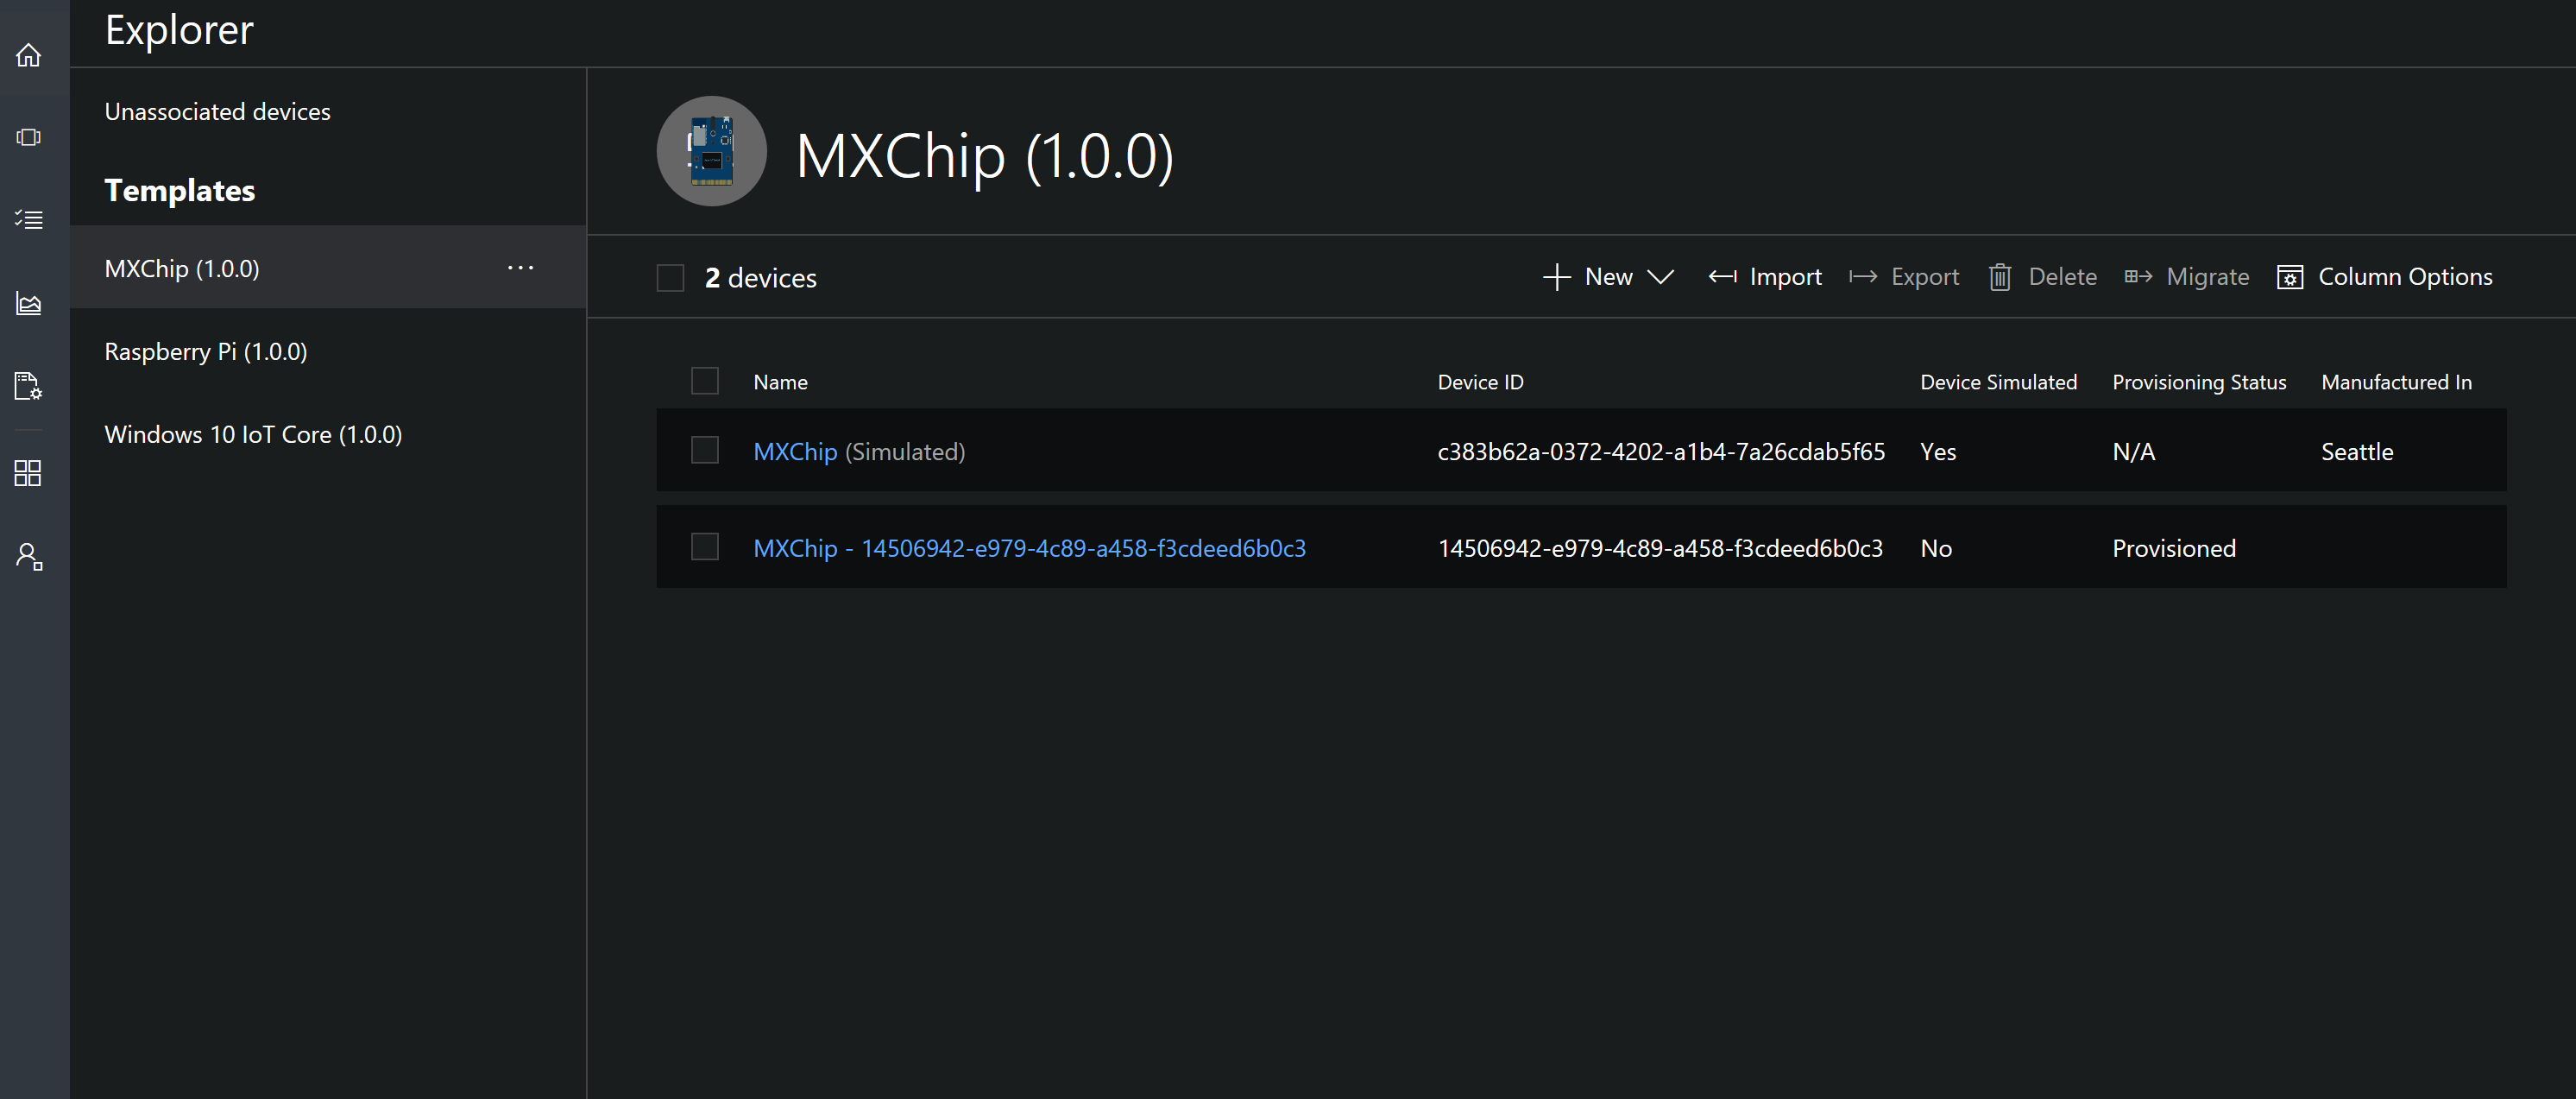 Explorer
Unassociated devices
Templates
MXChip (1.0.0)
Raspberry Pi (1.0.0)
Windows 10 IoT Core (1.0.0)
MXChip (1.0.0)
2 devices New Import Export Delete Migrate Column Options
Name Device ID Device Simulated Provisioning Status Manufactured In
MXChip (Simulated) c383b62a-0372-4202-a1b4-7a26cdab5f65 Yes N/A Seattle
MXChip - 14506942-e979-4c89-a458-f3cdeed6b0c3 14506942-e979-4c89-a458-f3cdeed6b0c3 No Provisioned